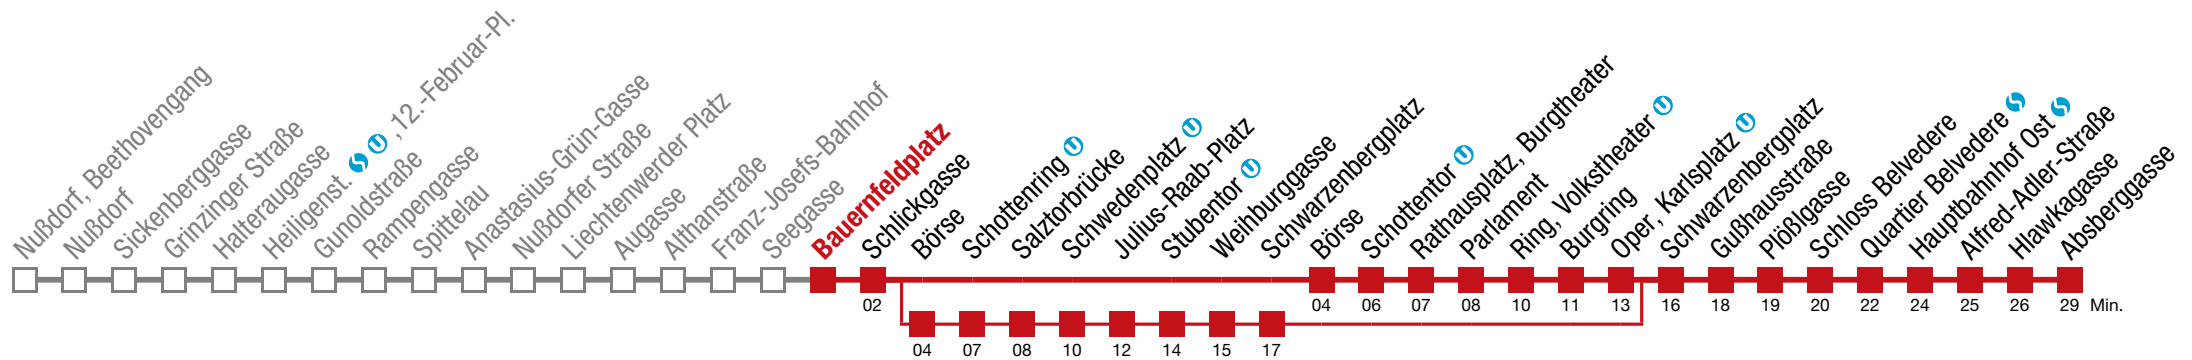 Nußdorf, Beethovengang
Nußdorf
Sickenberggasse
Grinzinger Straße
Halteraugasse
Heiligenst. S U , 12.-Februar-Pl.
Gunoldstraße
Rampengasse
Spittelau
Anastasius-Grün-Gasse
Nußdorfer Straße
Liechtenwerder Platz
Augasse
Althanstraße
Franz-Josefs-Bahnhof
Seegasse
Bauernfeldplatz
Schlickgasse
Börse
Schottenring U
Salztorbrücke
Schwedenplatz U
Julius-Raab-Platz
Stubentor U
Weihburggasse
Schwarzenbergplatz
Börse
Schottentor U
Rathausplatz, Burgtheater
Parlament
Ring, Volkstheater U
Burgring
Oper, Karlsplatz U
Schwarzenbergplatz
Gußhausstraße
Plößlgasse
Schloss Belvedere
Quartier Belvedere S
Hauptbahnhof Ost S
Alfred-Adler-Straße
Hlawkagasse
Absberggasse
02 04 06 07 08 10 11 13 16 18 19 20 22 24 25 26 29 Min.
04 07 08 10 12 14 15 17